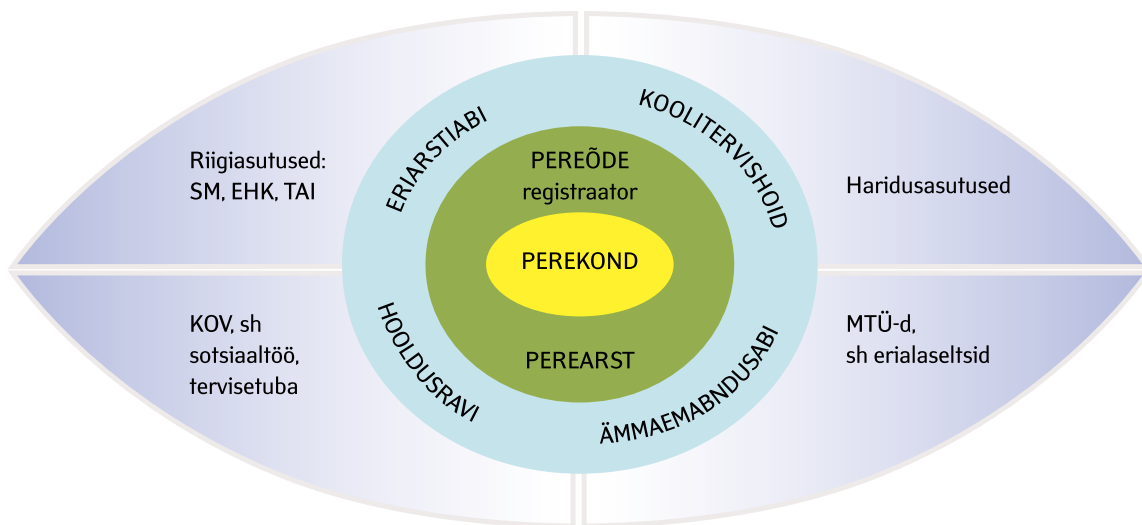 ERIARSTIABI
KOOLITERVISHOID
Riigiasutused:
SM, EHK, TAI
PEREÕDE
registraator
Haridusasutused
PEREKOND
KOV, sh
sotsiaaltöö,
tervisetuba
HOOLDUSRAVI
PEREARST
ÄMMAEMABNDUSABI
MTÜ-d,
sh erialaseltsid